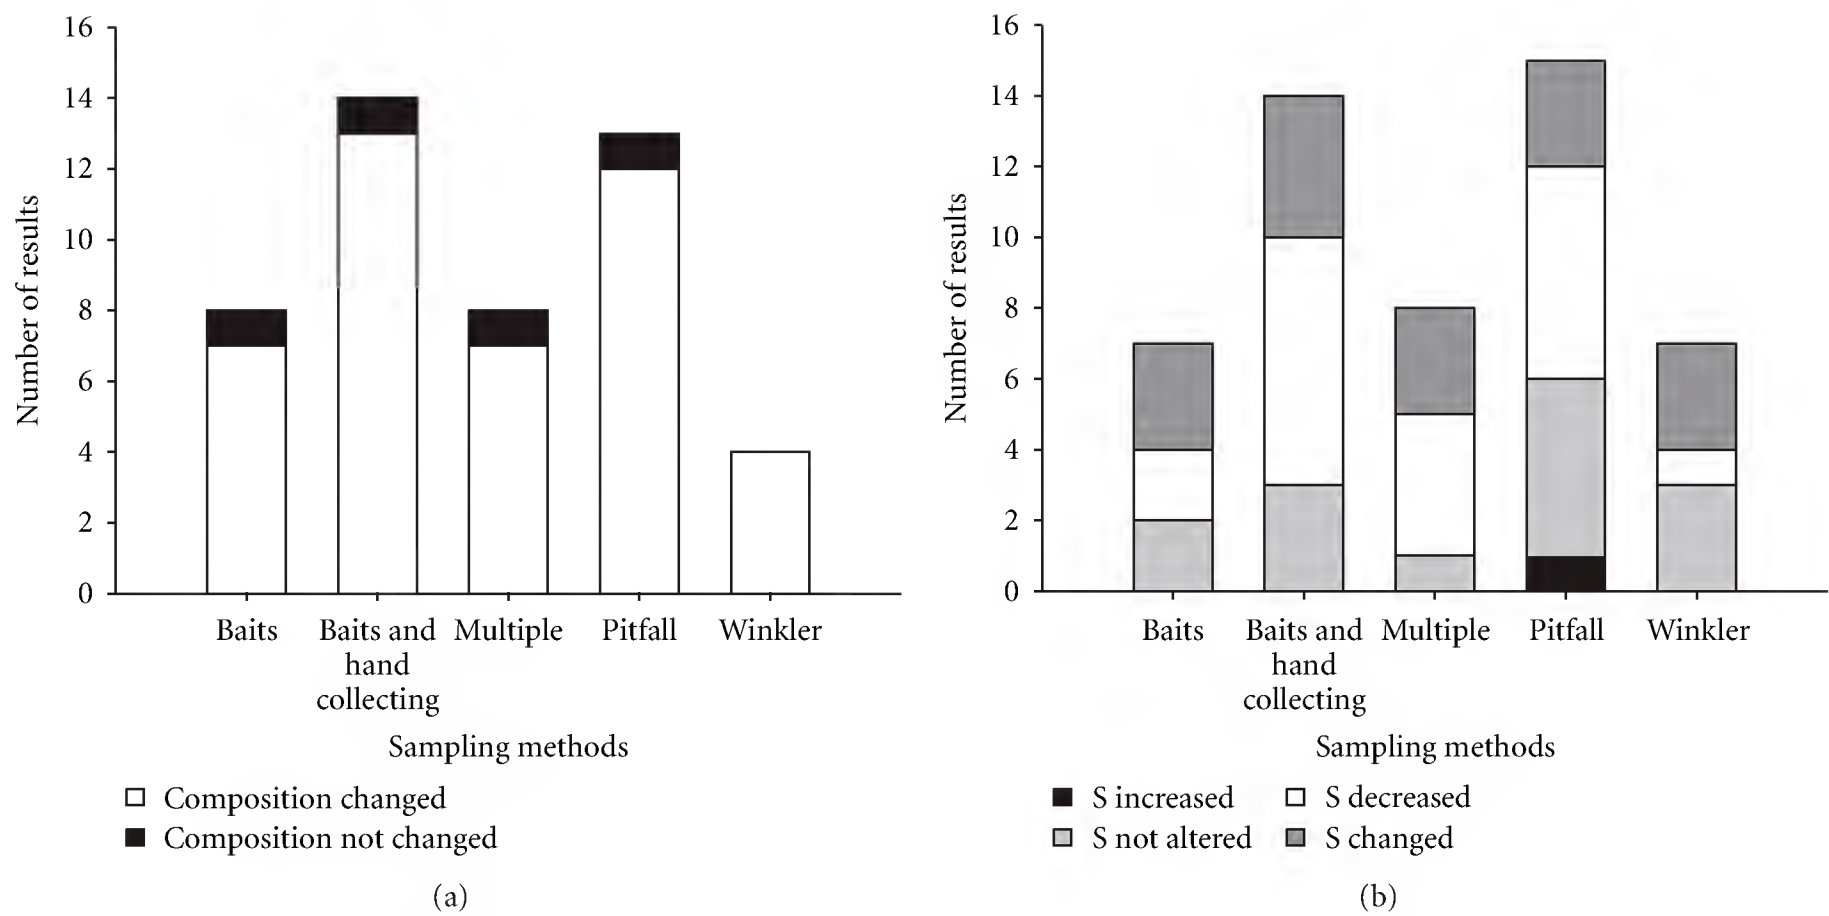 16
14
12
10
8
6
4
2
0
Number of results
Baits
Baits and
hand
collecting
Multiple
Pitfall
Winkler
Sampling methods
Composition changed
Composition not changed
(a)
16
14
12
10
8
6
4
2
0
Number of results
Baits
Baits and
hand
collecting
Multiple
Pitfall
Winkler
Sampling methods
S increased
S decreased
S not altered
S changed
(b)